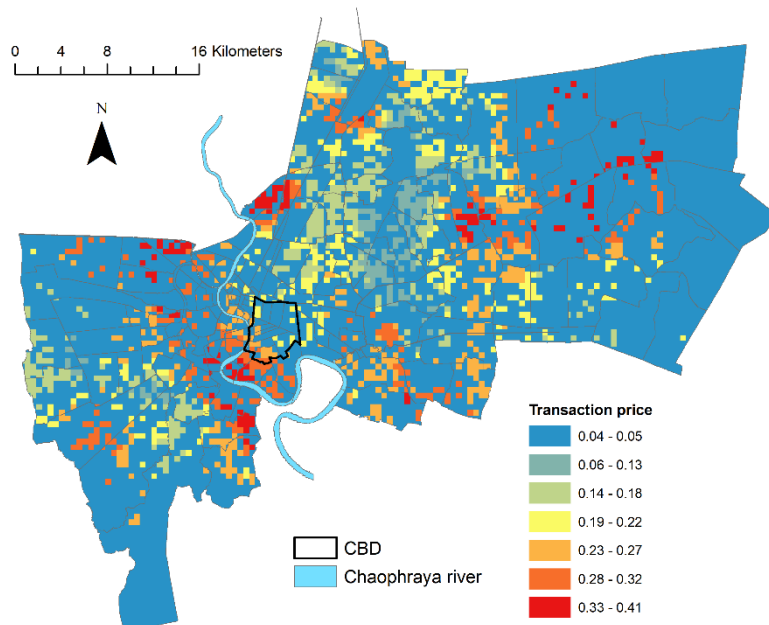 0 4 8 16 Kilometers
N
Transaction price
0.04 - 0.05
0.06 - 0.13
0.14 - 0.18
0.19 - 0.22
0.23 - 0.27
0.28 - 0.32
0.33 - 0.41
CBD
Chaophraya river